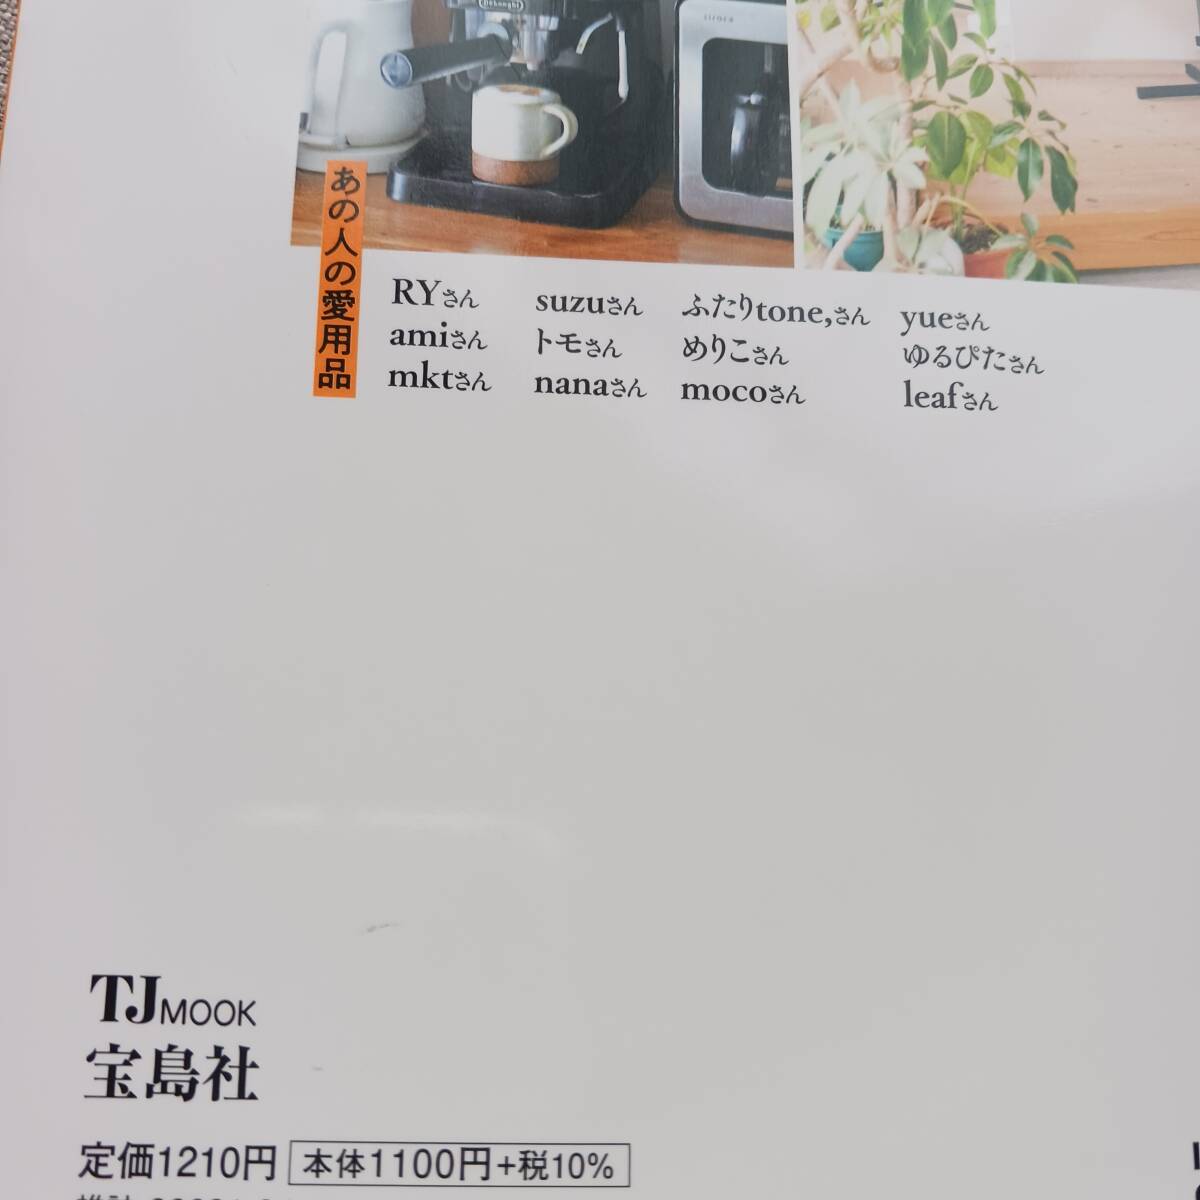 DeLonghi
siroca
あの人の愛用品
RYさん suzuさん ふたりtone,さん yueさん
amiさん トモさん めりこさん ゆるぴたさん
mktさん nanaさん mocoさん leafさん
TJ MOOK
宝島社
定価1210円 本体1100円+税10%